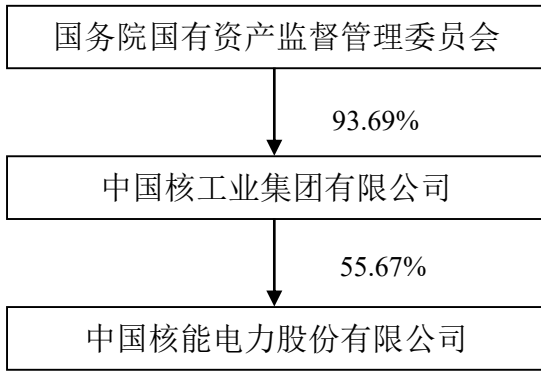 国务院国有资产监督管理委员会
93.69%
中国核工业集团有限公司
55.67%
中国核能电力股份有限公司